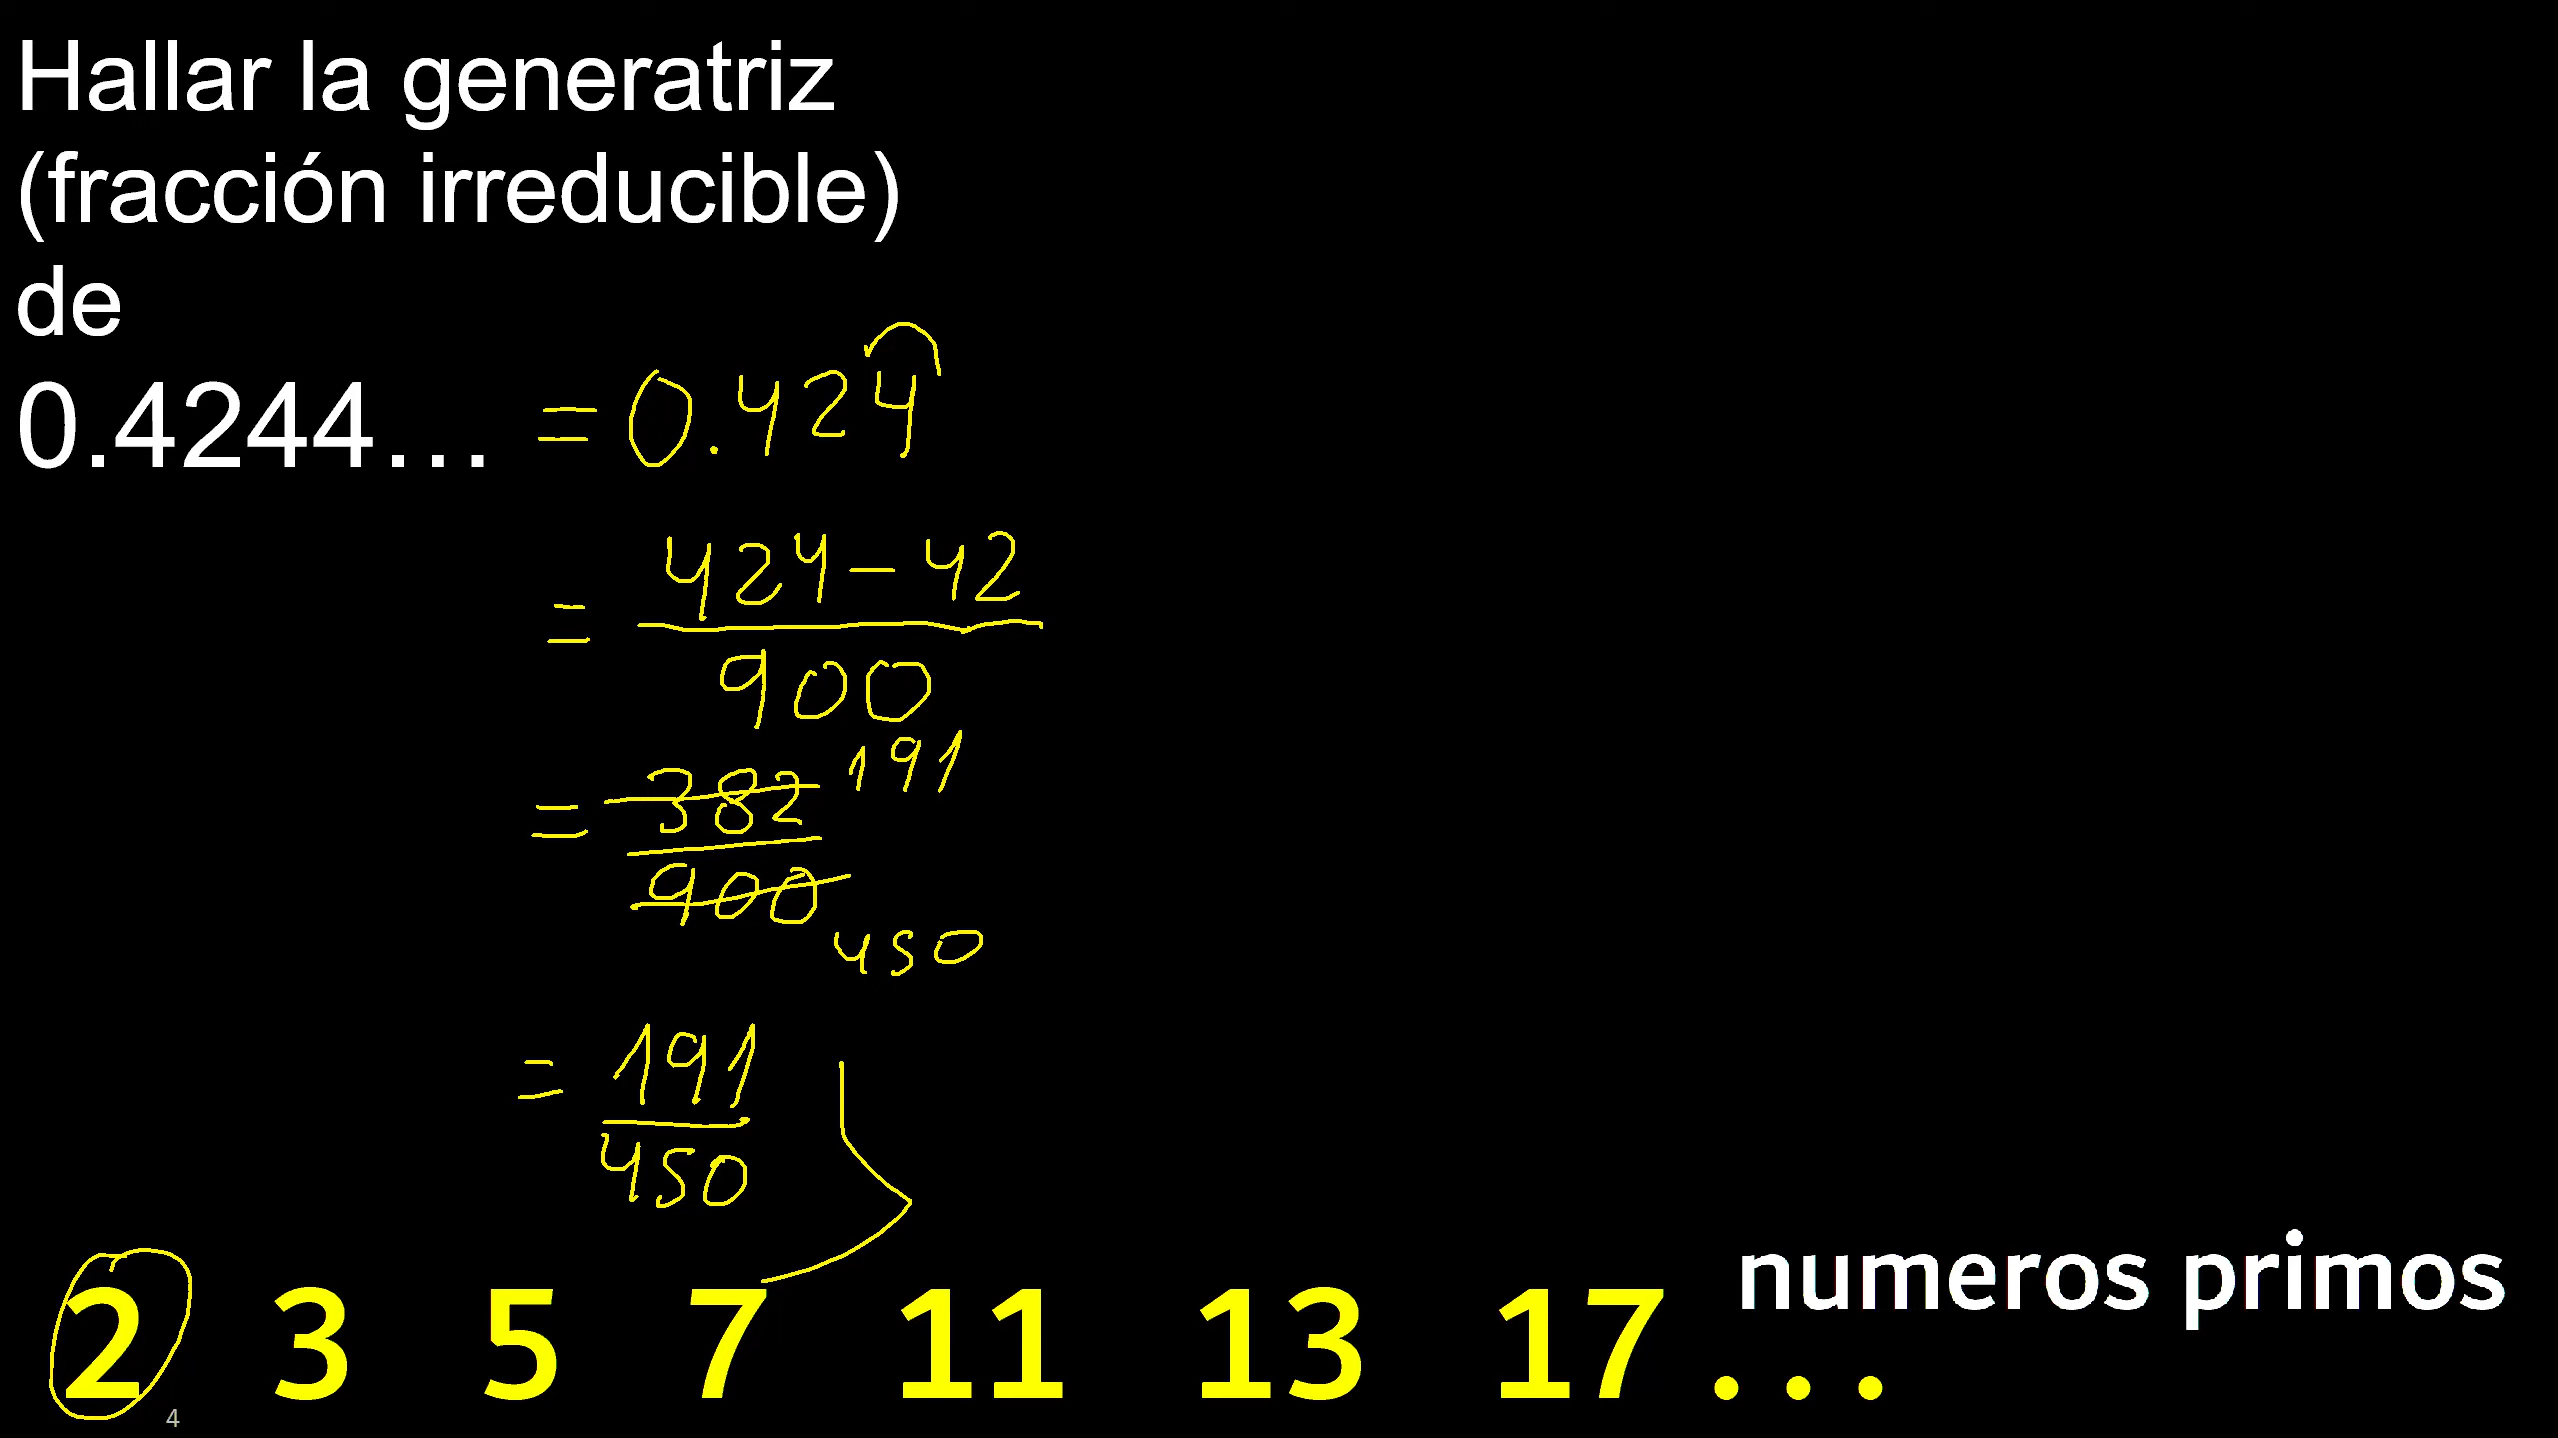 Hallar la generatriz
(fracción irreducible)
de
0.4244... = 0.424
= 424 - 42
900
= 382 191
900 450
= 191
450
numeros primos
2 3 5 7 11 13 17 ...
4